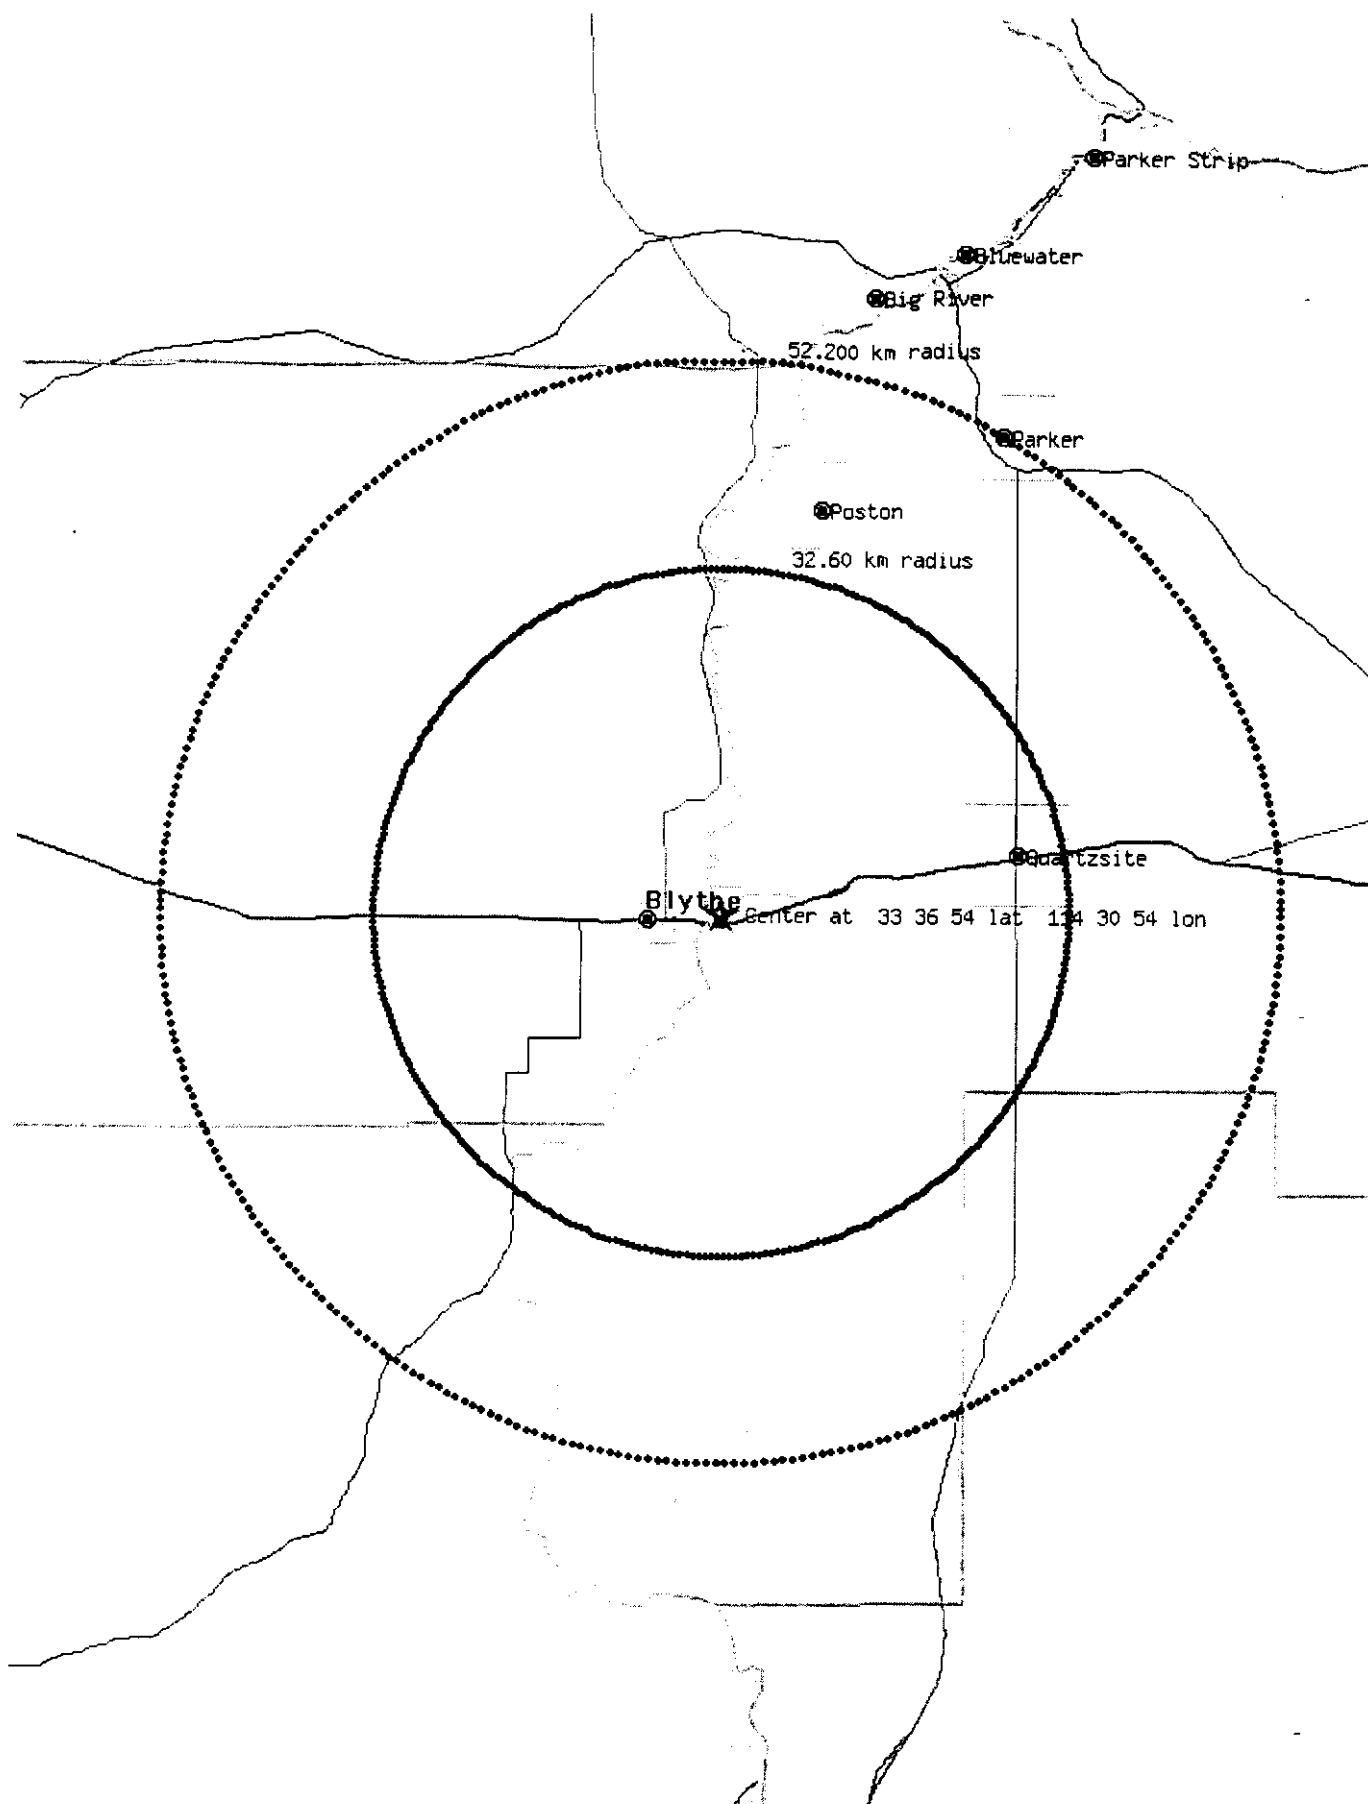 Parker Strip
Bluewater
Big River
52.200 km radius
Parker
Poston
32.60 km radius
Quartzsite
Blythe
Center at 33 36 54 lat 114 30 54 lon